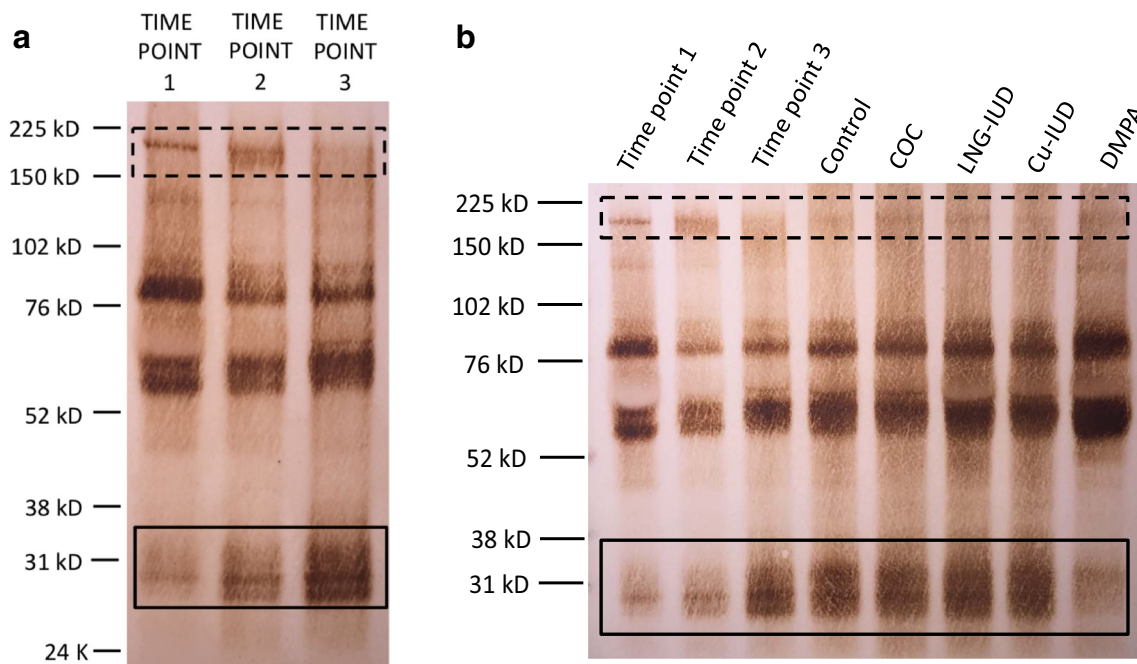 a
TIME
POINT
1
TIME
POINT
2
TIME
POINT
3
225 kD
150 kD
102 kD
76 kD
52 kD
38 kD
31 kD
24 K
b
Time point 1
Time point 2
Time point 3
Control
COC
LNG-IUD
Cu-IUD
DMPA
225 kD
150 kD
102 kD
76 kD
52 kD
38 kD
31 kD